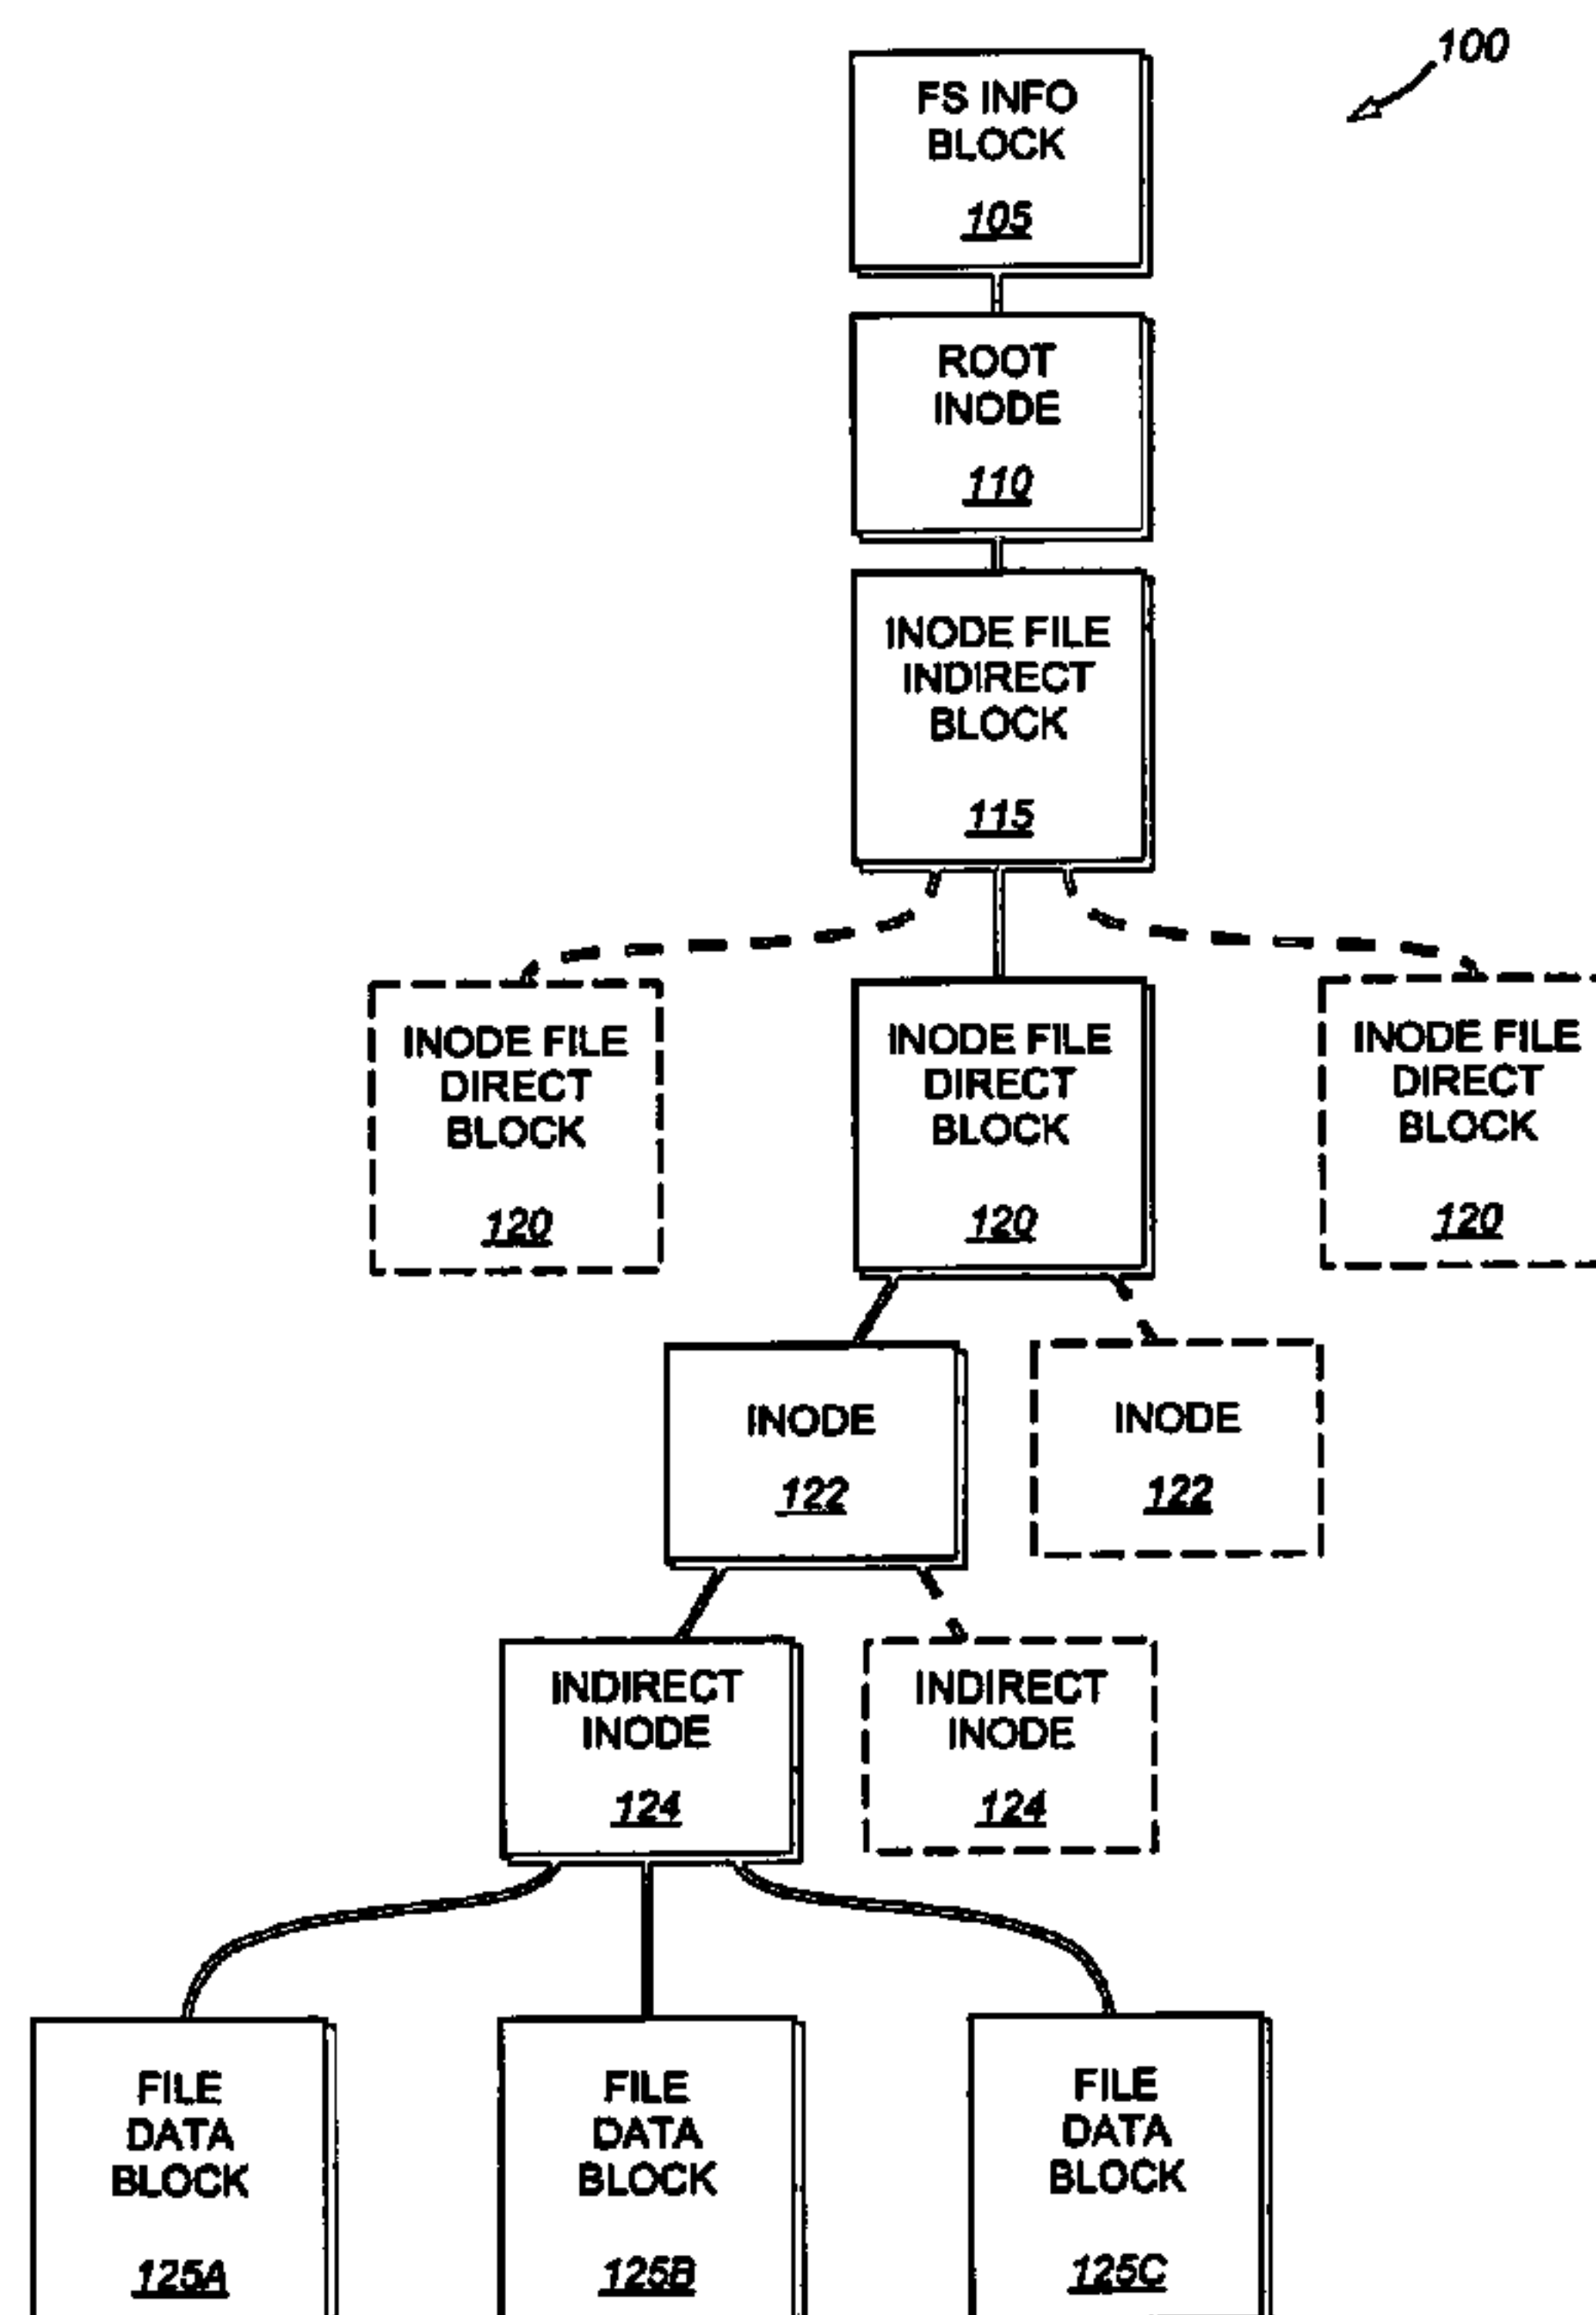 100
FS INFO
BLOCK
105
ROOT
INODE
110
INODE FILE
INDIRECT
BLOCK
115
INODE FILE
DIRECT
BLOCK
120
INODE FILE
DIRECT
BLOCK
120
INODE FILE
DIRECT
BLOCK
120
INODE
122
INODE
122
INDIRECT
INODE
124
INDIRECT
INODE
124
FILE
DATA
BLOCK
125A
FILE
DATA
BLOCK
125B
FILE
DATA
BLOCK
125C